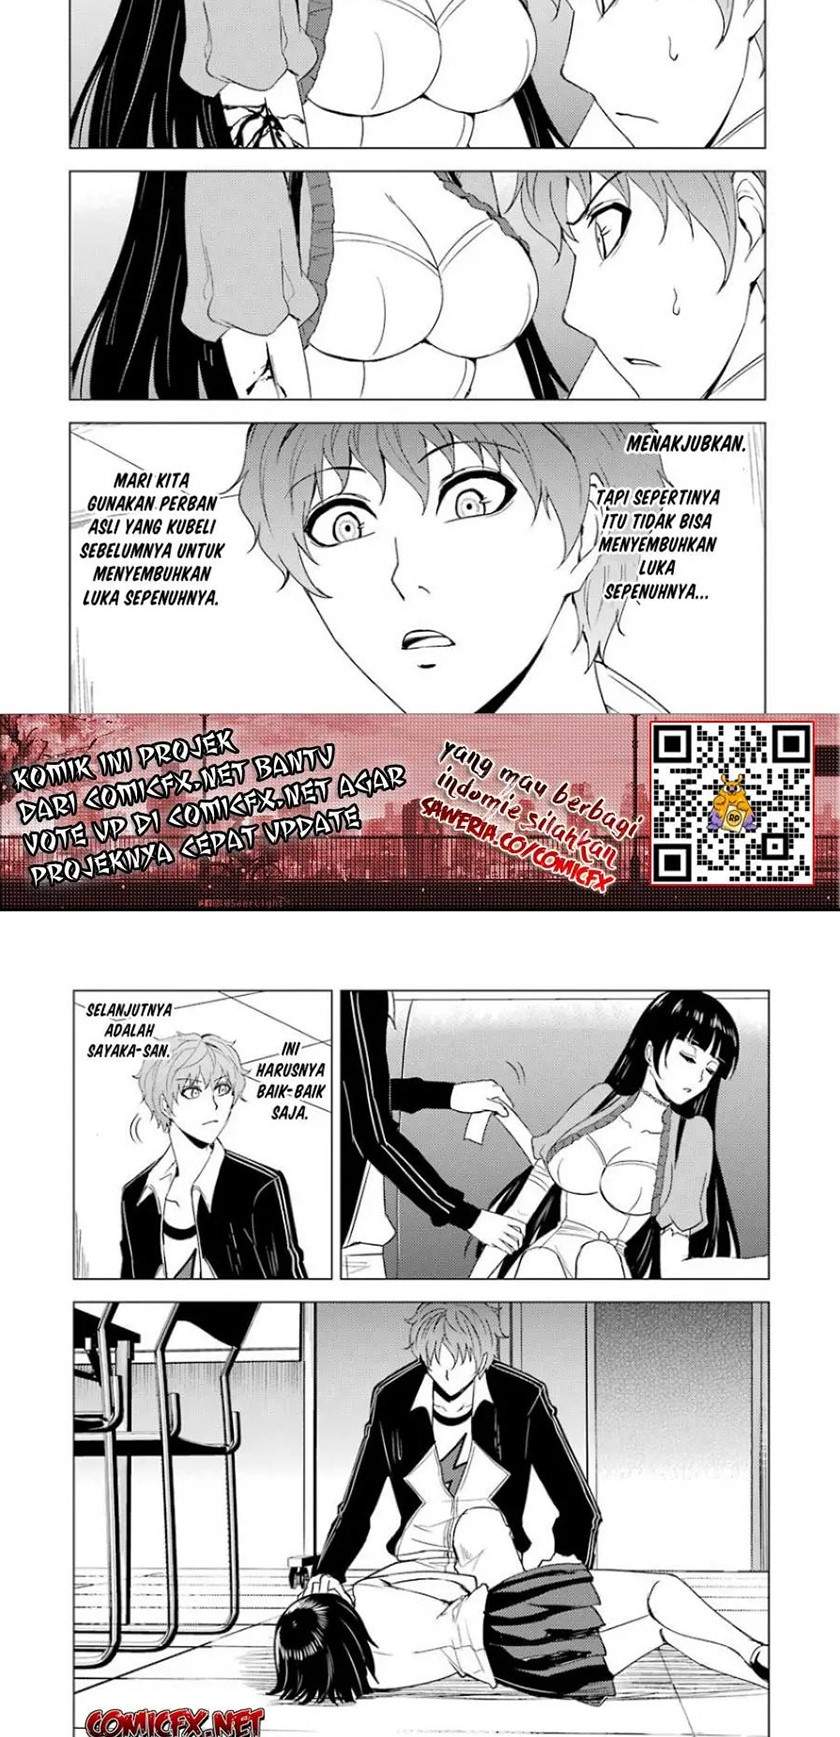 MENAKJUBKAN.
TAPI SEPERTINYA
ITU TIDAK BISA
MENYEMBUHKAN
LUKA
SEPENUHNYA...
MARI KITA
GUNAKAN PERBAN
ASLI YANG KUBELI
SEBELUMNYA UNTUK
MENYEMBUHKAN
LUKA SEPENUHNYA.
KOMIK INI PROJEK
DARI COMICFX.NET BANTU
VOTE VP DI COMICFX.NET AGAR
PROJEKNYA CEPAT UPDATE
yang mau berbagi
indomie silahkan
SAWERIA.CO/COMICFX
RP
INI
HARUSNYA
BAIK-BAIK
SAJA.
SELANJUTNYA
ADALAH
SAYAKA-SAN.
COMICFX.NET